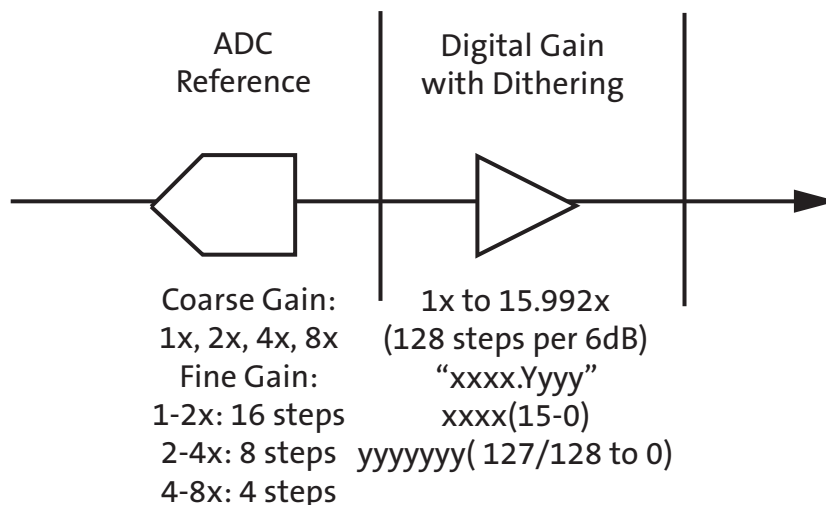 ADC
Reference
Digital Gain
with Dithering
Coarse Gain:
1x, 2x, 4x, 8x
Fine Gain:
1-2x: 16 steps
2-4x: 8 steps
4-8x: 4 steps
1x to 15.992x
(128 steps per 6dB)
“xxxx.Yyyy”
xxxx(15-0)
yyyyyyy( 127/128 to 0)